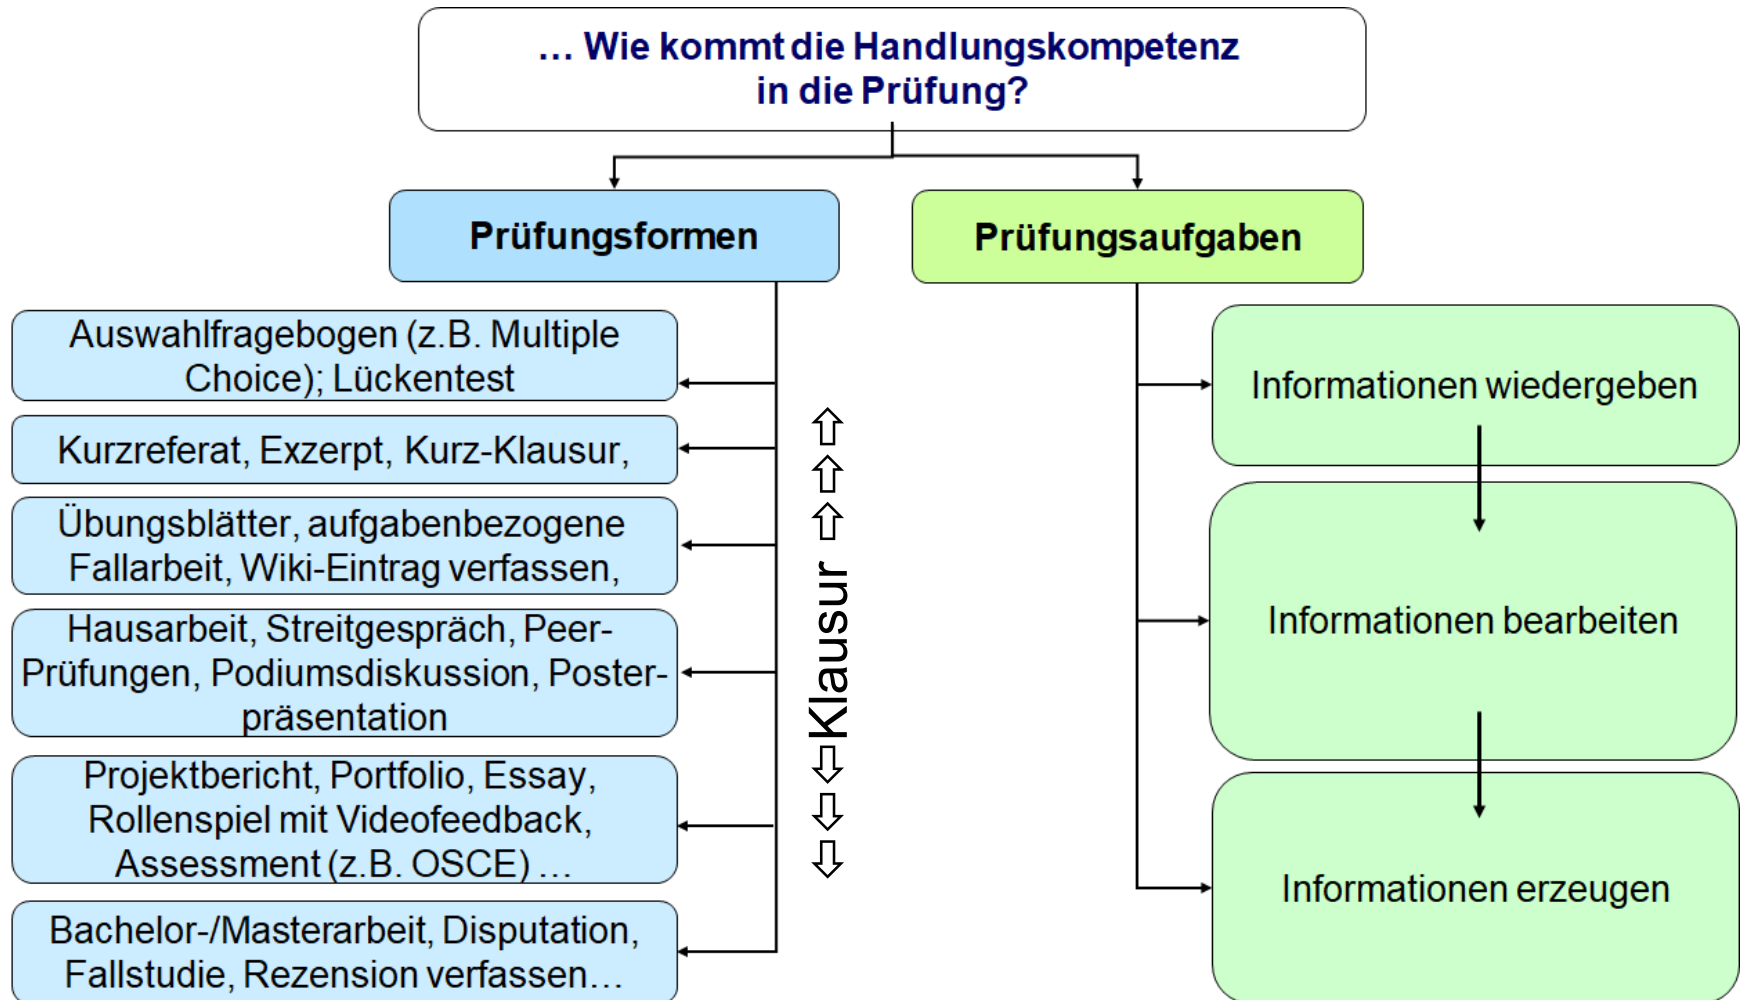 … Wie kommt die Handlungskompetenz
in die Prüfung?
Prüfungsformen
Prüfungsaufgaben
Auswahlfragebogen (z.B. Multiple
Choice); Lückentest
Kurzreferat, Exzerpt, Kurz-Klausur,
Übungsblätter, aufgabenbezogene
Fallarbeit, Wiki-Eintrag verfassen,
Hausarbeit, Streitgespräch, Peer-
Prüfungen, Podiumsdiskussion, Poster-
präsentation
Projektbericht, Portfolio, Essay,
Rollenspiel mit Videofeedback,
Assessment (z.B. OSCE) …
Bachelor-/Masterarbeit, Disputation,
Fallstudie, Rezension verfassen…
Klausur
Informationen wiedergeben
Informationen bearbeiten
Informationen erzeugen